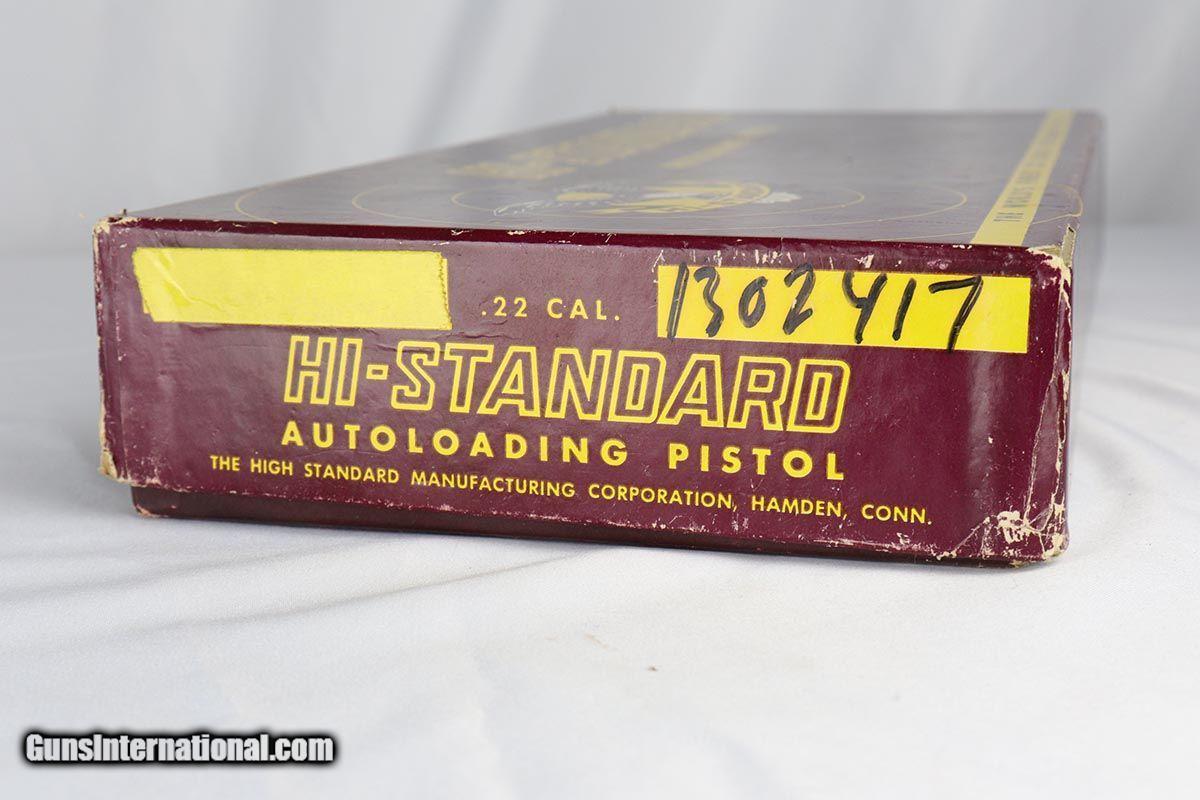 .22 CAL.
1302417
HI-STANDARD
AUTOLOADING PISTOL
THE HIGH STANDARD MANUFACTURING CORPORATION, HAMDEN, CONN.
GunsInternational.com